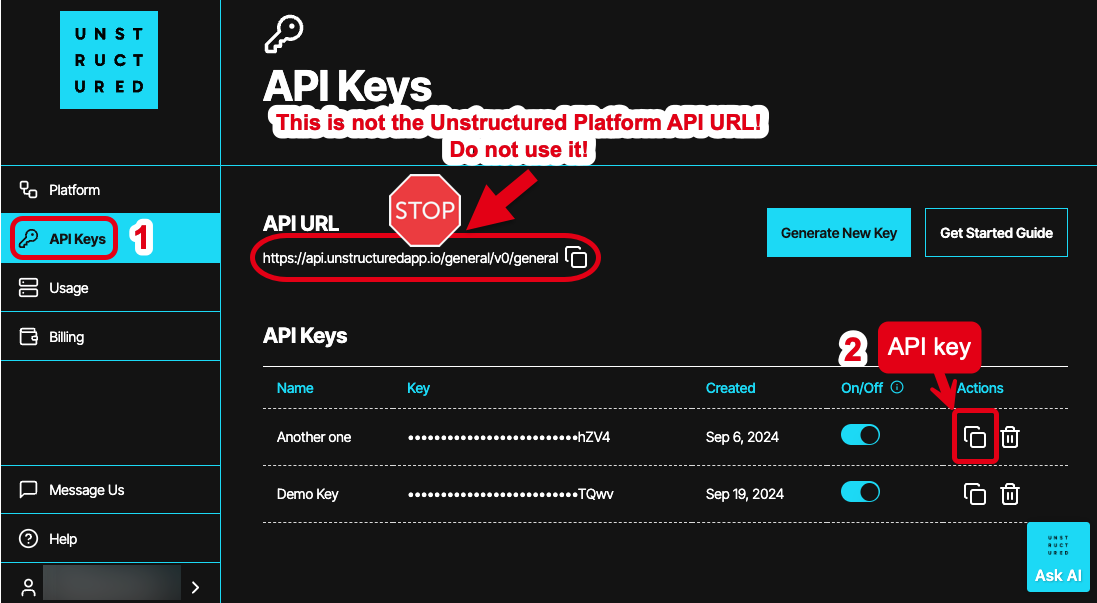 UNST
RUCT
URED
API Keys
This is not the Unstructured Platform API URL!
Do not use it!
Platform
API Keys 1
Usage
Billing
Message Us
Help
STOP
API URL
https://api.unstructuredapp.io/general/v0/general
Generate New Key
Get Started Guide
API Keys
2 API key
Name Key Created On/Off Actions
Another one ••••••••••••••••••••••••••hZV4 Sep 6, 2024
Demo Key ••••••••••••••••••••••••••TQwv Sep 19, 2024
UNST
RUCT
URED
Ask AI